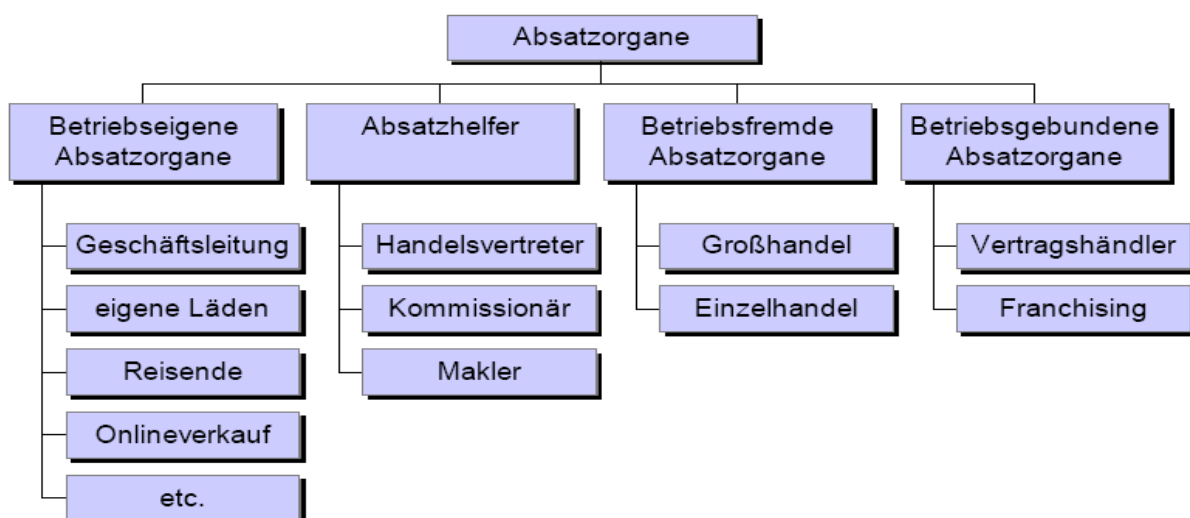 Absatzorgane
Betriebseigene
Absatzorgane
Absatzhelfer
Betriebsfremde
Absatzorgane
Betriebsgebundene
Absatzorgane
Geschäftsleitung
eigene Läden
Reisende
Onlineverkauf
etc.
Handelsvertreter
Kommissionär
Makler
Großhandel
Einzelhandel
Vertragshändler
Franchising